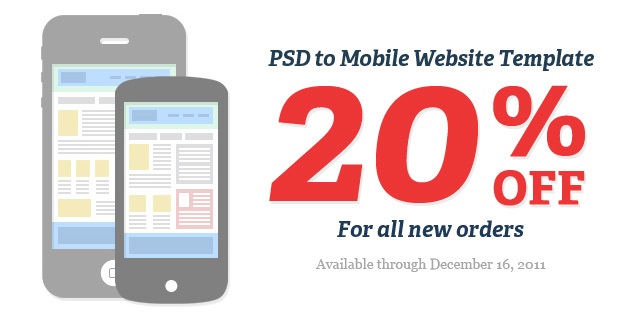 PSD to Mobile Website Template
20%
OFF
For all new orders
Available through December 16, 2011